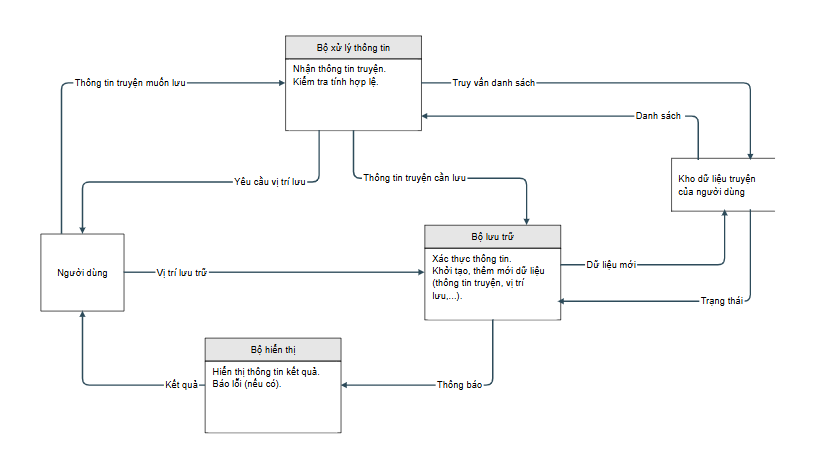 Bộ xử lý thông tin
Nhận thông tin truyện.
Kiểm tra tính hợp lệ.
Thông tin truyện muốn lưu
Truy vấn danh sách
Danh sách
Kho dữ liệu truyện
của người dùng
Yêu cầu vị trí lưu
Thông tin truyện cần lưu
Bộ lưu trữ
Xác thực thông tin.
Khởi tạo, thêm mới dữ liệu
(thông tin truyện, vị trí
lưu,...).
Người dùng
Vị trí lưu trữ
Dữ liệu mới
Trạng thái
Bộ hiển thị
Hiển thị thông tin kết quả.
Báo lỗi (nếu có).
Kết quả
Thông báo